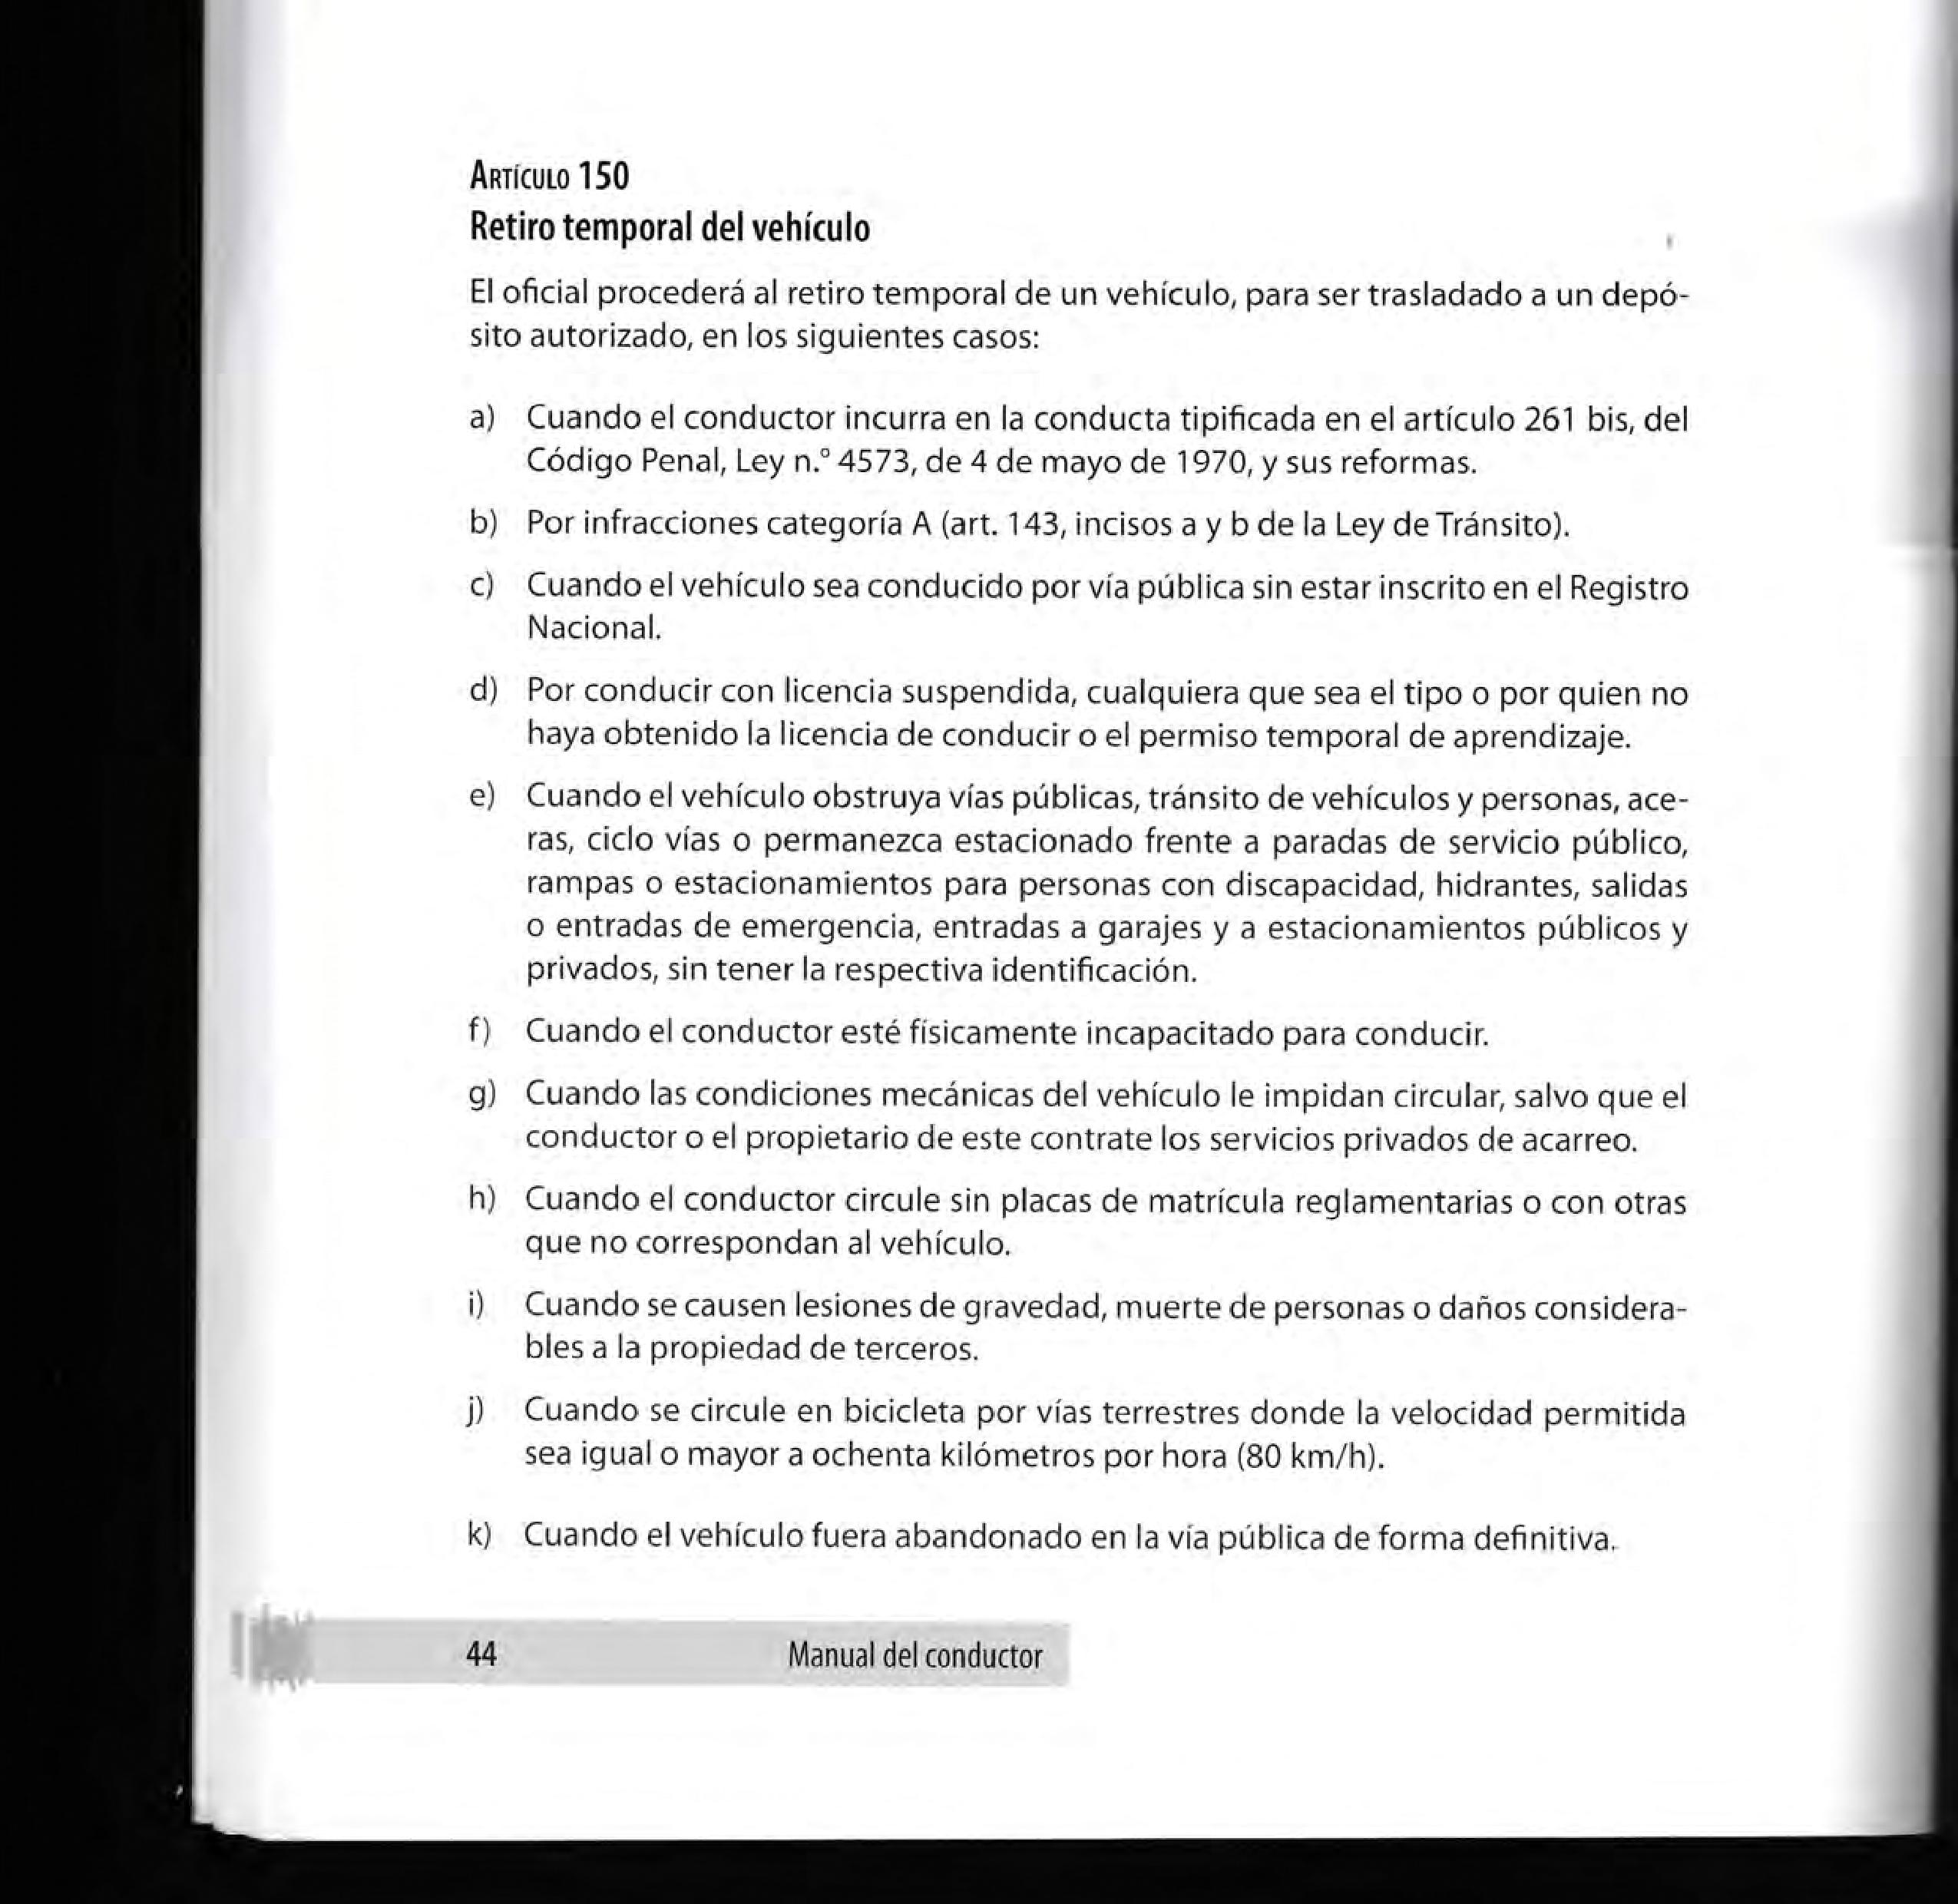 ARTÍCULO 150
Retiro temporal del vehículo
El oficial procederá al retiro temporal de un vehículo, para ser trasladado a un depó-
sito autorizado, en los siguientes casos:
a) Cuando el conductor incurra en la conducta tipificada en el artículo 261 bis, del
Código Penal, Ley n.° 4573, de 4 de mayo de 1970, y sus reformas.
b) Por infracciones categoría A (art. 143, incisos a y b de la Ley de Tránsito).
c) Cuando el vehículo sea conducido por vía pública sin estar inscrito en el Registro
Nacional.
d) Por conducir con licencia suspendida, cualquiera que sea el tipo o por quien no
haya obtenido la licencia de conducir o el permiso temporal de aprendizaje.
e) Cuando el vehículo obstruya vías públicas, tránsito de vehículos y personas, ace-
ras, ciclo vías o permanezca estacionado frente a paradas de servicio público,
rampas o estacionamientos para personas con discapacidad, hidrantes, salidas
o entradas de emergencia, entradas a garajes y a estacionamientos públicos y
privados, sin tener la respectiva identificación.
f) Cuando el conductor esté físicamente incapacitado para conducir.
g) Cuando las condiciones mecánicas del vehículo le impidan circular, salvo que el
conductor o el propietario de este contrate los servicios privados de acarreo.
h) Cuando el conductor circule sin placas de matrícula reglamentarias o con otras
que no correspondan al vehículo.
i) Cuando se causen lesiones de gravedad, muerte de personas o daños considera-
bles a la propiedad de terceros.
j) Cuando se circule en bicicleta por vías terrestres donde la velocidad permitida
sea igual o mayor a ochenta kilómetros por hora (80 km/h).
k) Cuando el vehículo fuera abandonado en la vía pública de forma definitiva.
44 Manual del conductor